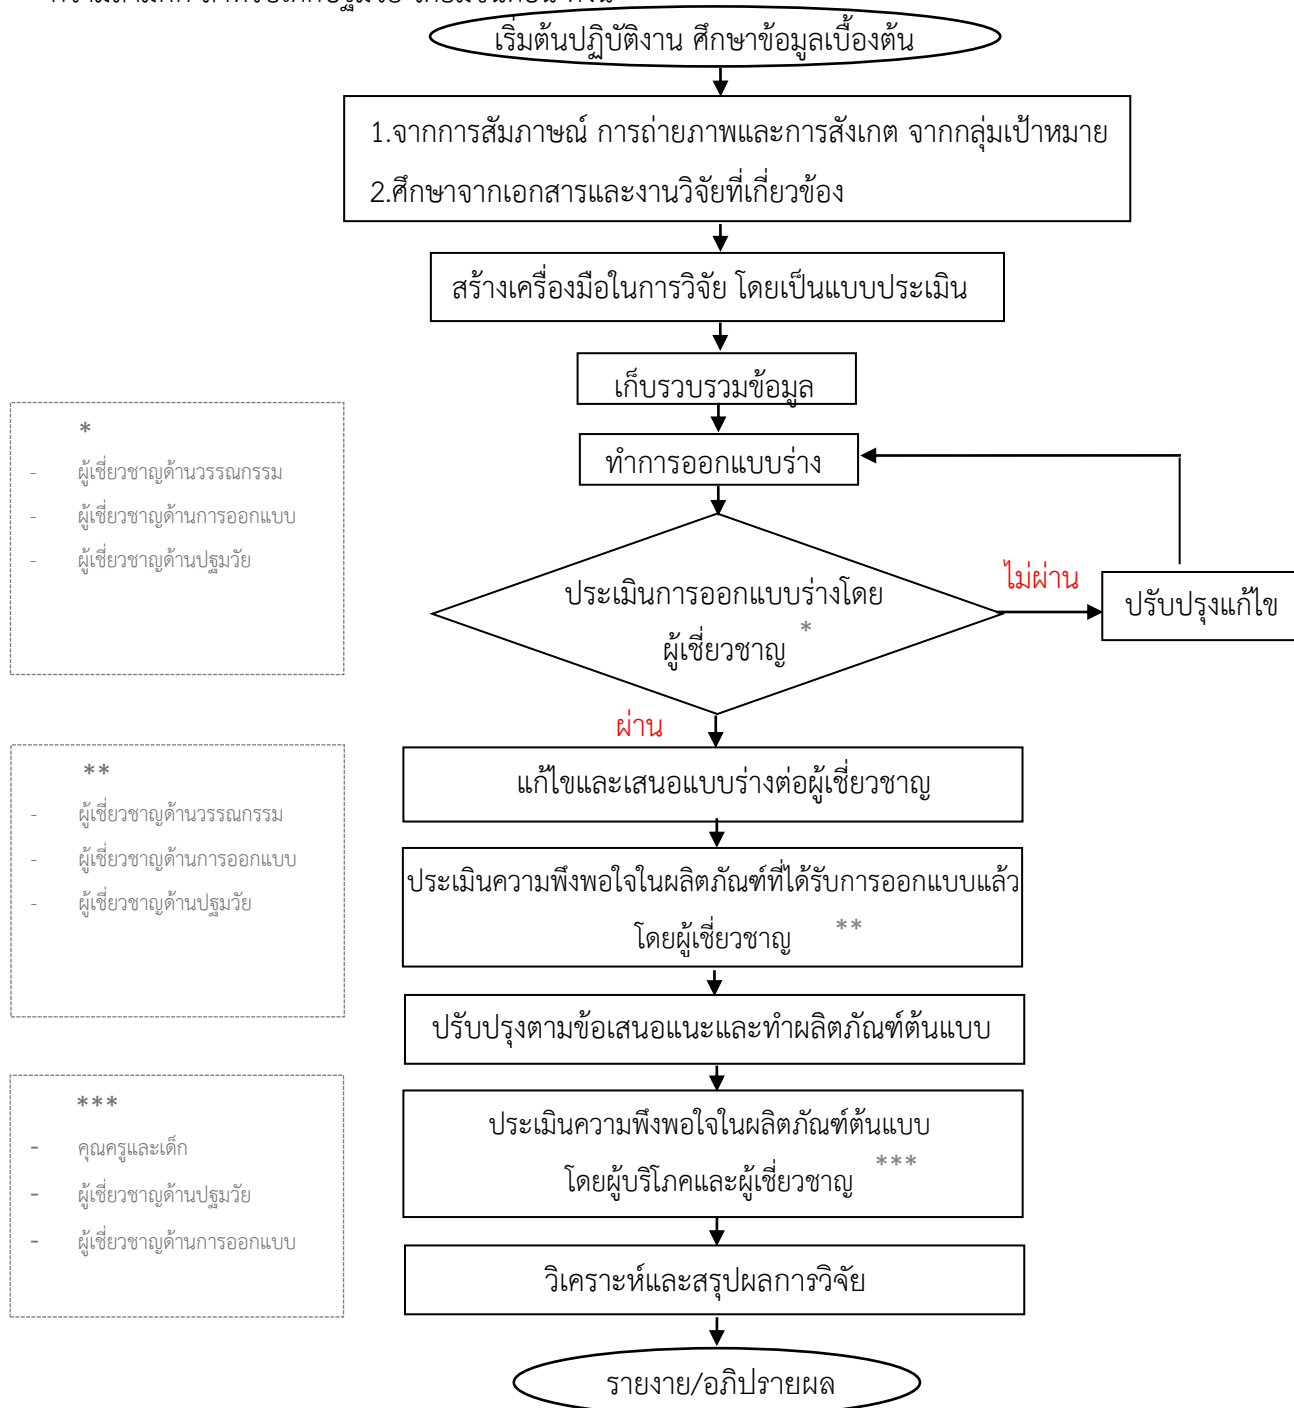 เริ่มต้นปฏิบัติงาน ศึกษาข้อมูลเบื้องต้น
1.จากการสัมภาษณ์ การถ่ายภาพและการสังเกต จากกลุ่มเป้าหมาย
2.ศึกษาจากเอกสารและงานวิจัยที่เกี่ยวข้อง
สร้างเครื่องมือในการวิจัย โดยเป็นแบบประเมิน
เก็บรวบรวมข้อมูล
ทำการออกแบบร่าง
*
- ผู้เชี่ยวชาญด้านวรรณกรรม
- ผู้เชี่ยวชาญด้านการออกแบบ
- ผู้เชี่ยวชาญด้านปฐมวัย
ประเมินการออกแบบร่างโดย
ผู้เชี่ยวชาญ *
ไม่ผ่าน
ปรับปรุงแก้ไข
ผ่าน
แก้ไขและเสนอแบบร่างต่อผู้เชี่ยวชาญ
**
- ผู้เชี่ยวชาญด้านวรรณกรรม
- ผู้เชี่ยวชาญด้านการออกแบบ
- ผู้เชี่ยวชาญด้านปฐมวัย
ประเมินความพึงพอใจในผลิตภัณฑ์ที่ได้รับการออกแบบแล้ว
โดยผู้เชี่ยวชาญ **
ปรับปรุงตามข้อเสนอแนะและทำผลิตภัณฑ์ต้นแบบ
***
- คุณครูและเด็ก
- ผู้เชี่ยวชาญด้านปฐมวัย
- ผู้เชี่ยวชาญด้านการออกแบบ
ประเมินความพึงพอใจในผลิตภัณฑ์ต้นแบบ
โดยผู้บริโภคและผู้เชี่ยวชาญ ***
วิเคราะห์และสรุปผลการวิจัย
รายงาย/อภิปรายผล